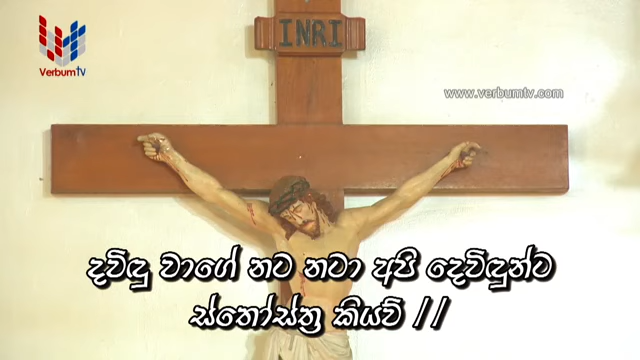 INRI
VerbumTV
www.verbumtv.com
දවිඳු වාගේ නට නටා අපි දෙවිඳුන්ට
ස්තෝස්ත්‍ර කියව් //